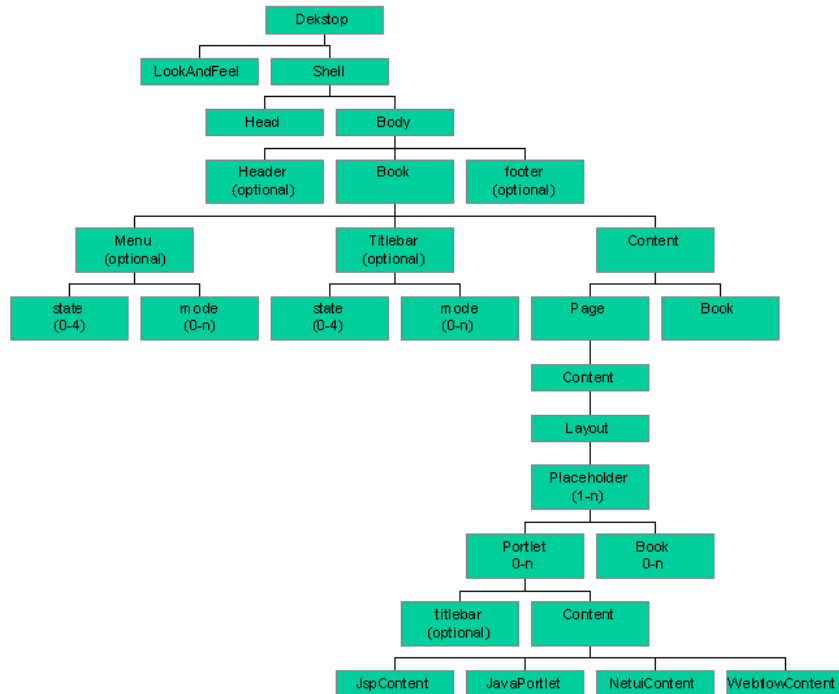 Dekstop
LookAndFeel
Shell
Head
Body
Header
(optional)
Book
footer
(optional)
Menu
(optional)
Titlebar
(optional)
Content
state
(0-4)
mode
(0-n)
state
(0-4)
mode
(0-n)
Page
Book
Content
Layout
Placeholder
(1-n)
Portlet
0-n
Book
0-n
titlebar
(optional)
Content
JspContent
JavaPortlet
NetuiContent
WebflowContent